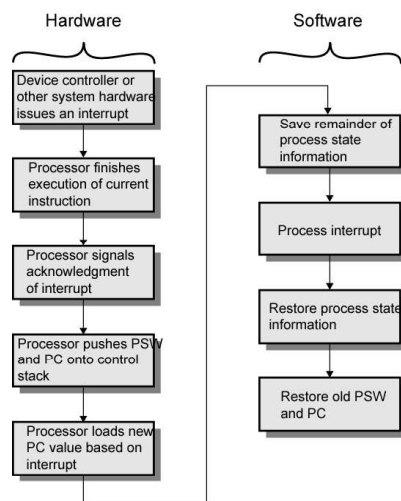 Hardware
Device controller or
other system hardware
issues an interrupt
Processor finishes
execution of current
instruction
Processor signals
acknowledgment
of interrupt
Processor pushes PSW
and PC onto control
stack
Processor loads new
PC value based on
interrupt
Software
Save remainder of
process state
information
Process interrupt
Restore process state
information
Restore old PSW
and PC